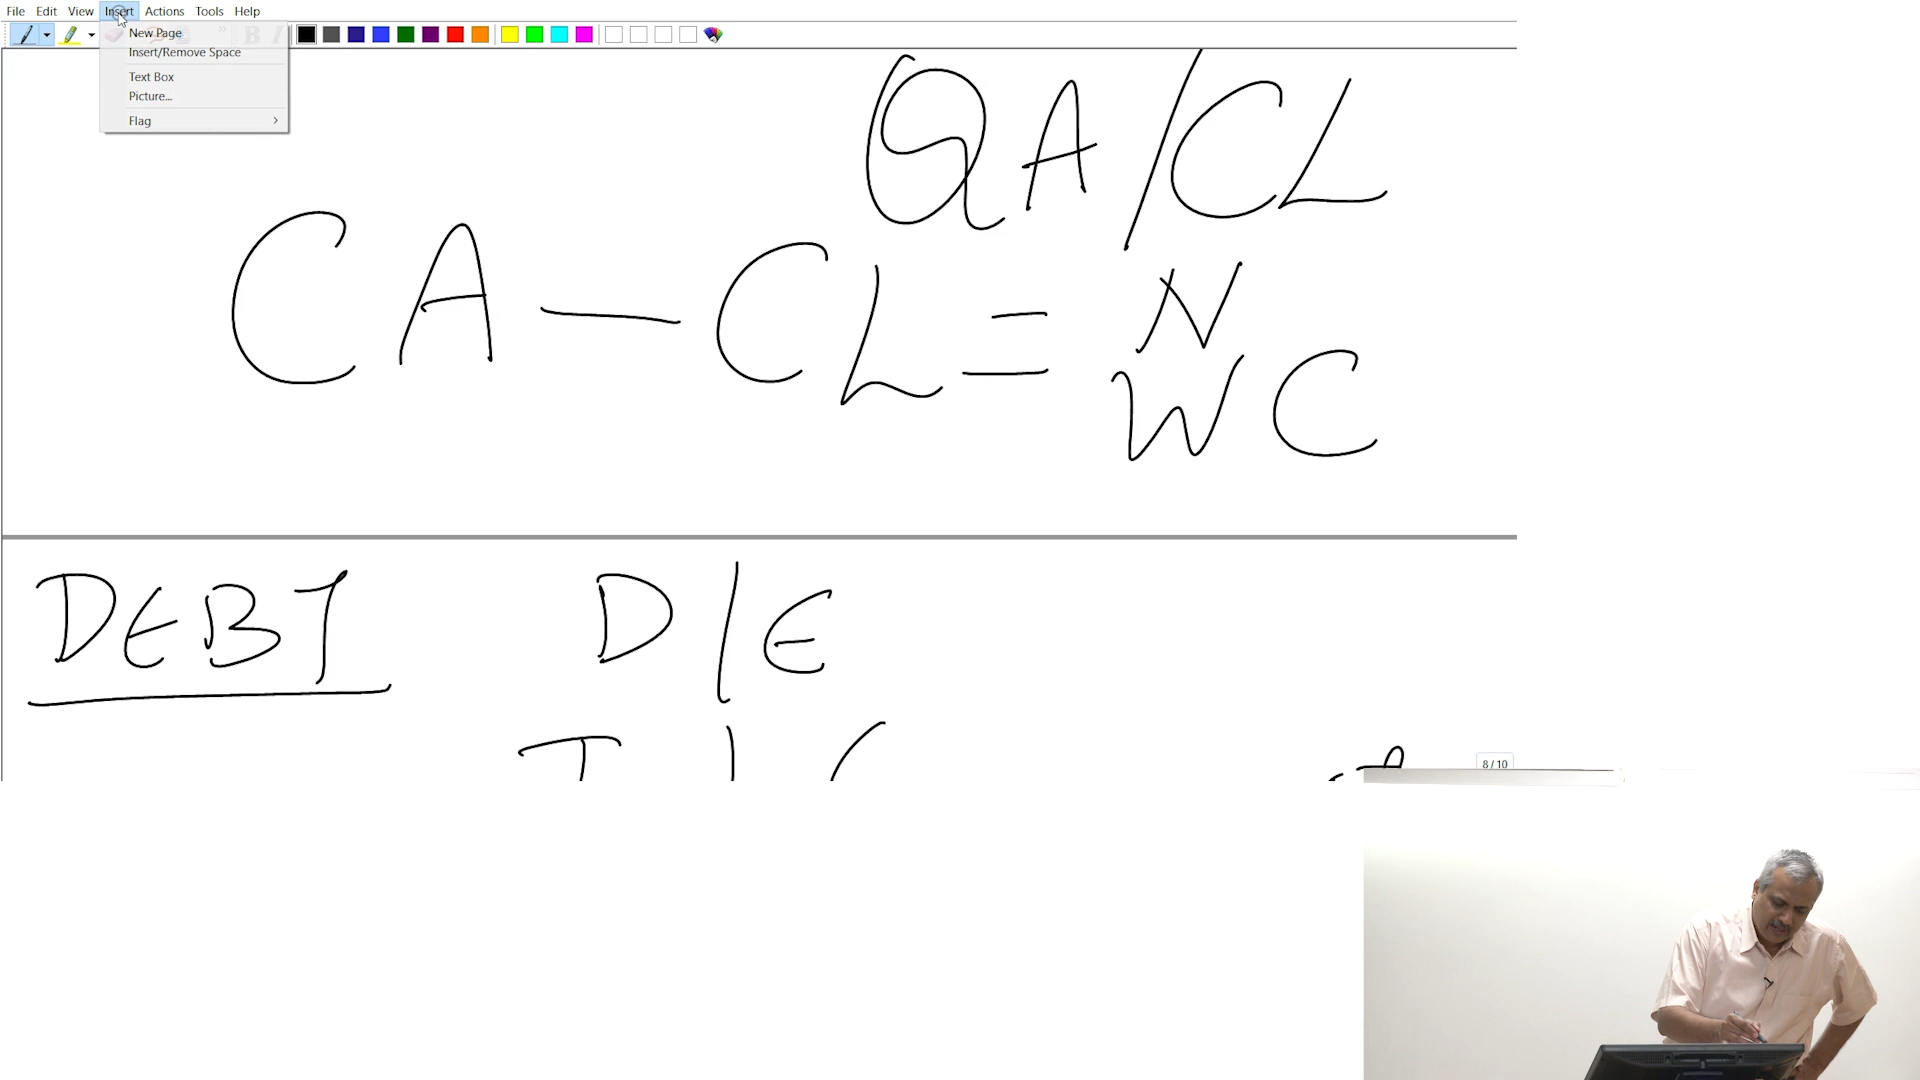 File Edit View Insert Actions Tools Help
New Page
Insert/Remove Space
Text Box
Picture...
Flag
QA/CL
CA — CL = N
WC
DEBT D/E
8/10